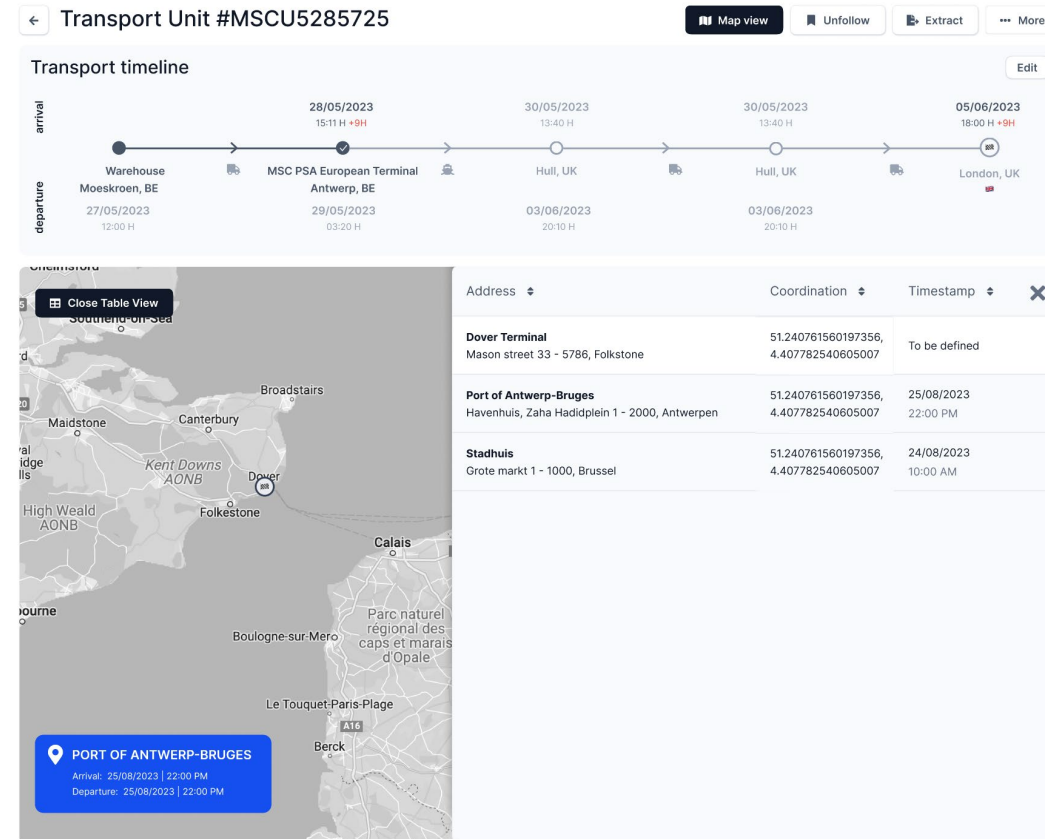 Transport Unit #MSCU5285725
Map view
Unfollow
Extract
••• More
Transport timeline
Edit
arrival
28/05/2023
15:11 H +9H
30/05/2023
13:40 H
30/05/2023
13:40 H
05/06/2023
18:00 H +9H
Warehouse
Moeskroen, BE
MSC PSA European Terminal
Antwerp, BE
Hull, UK
Hull, UK
London, UK
departure
27/05/2023
12:00 H
29/05/2023
03:20 H
03/06/2023
20:10 H
03/06/2023
20:10 H
Chelmsford
Close Table View
Southend-on-Sea
Broadstairs
Maidstone
Canterbury
Kent Downs
AONB
Dover
High Weald
AONB
Folkestone
Calais
Parc naturel
régional des
caps et marais
d'Opale
Boulogne-sur-Mer
Le Touquet-Paris-Plage
A16
Berck
PORT OF ANTWERP-BRUGES
Arrival: 25/08/2023 | 22:00 PM
Departure: 25/08/2023 | 22:00 PM
Address
Coordination
Timestamp
Dover Terminal
Mason street 33 - 5786, Folkstone
51.240761560197356,
4.407782540605007
To be defined
Port of Antwerp-Bruges
Havenhuis, Zaha Hadidplein 1 - 2000, Antwerpen
51.240761560197356,
4.407782540605007
25/08/2023
22:00 PM
Stadhuis
Grote markt 1 - 1000, Brussel
51.240761560197356,
4.407782540605007
24/08/2023
10:00 AM